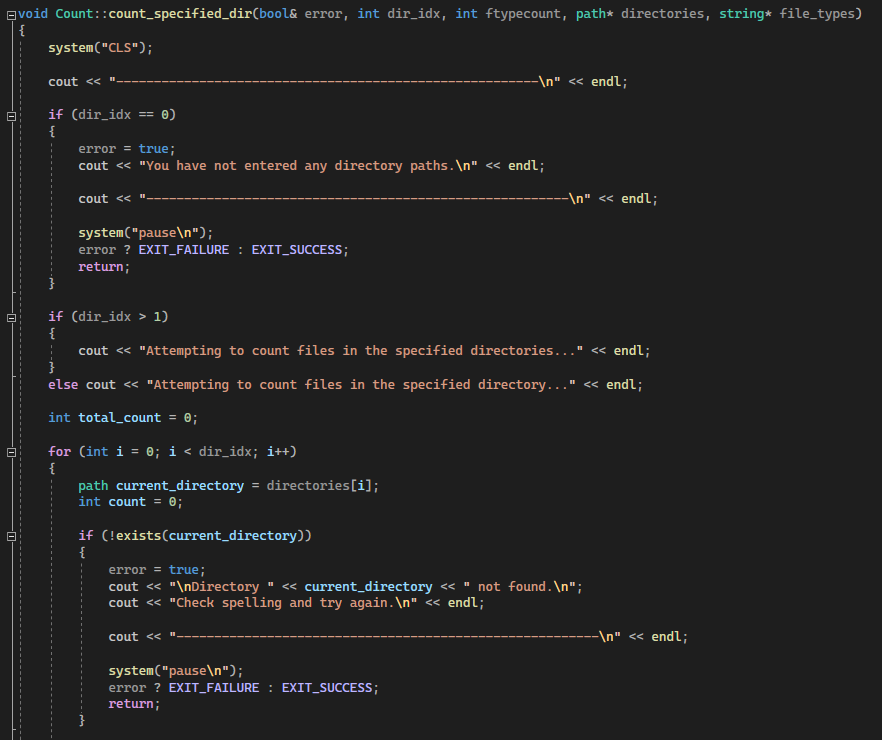 void Count::count_specified_dir(bool& error, int dir_idx, int ftypecount, path* directories, string* file_types)
{
system("CLS");
cout << "--------------------------------------------------------\n" << endl;
if (dir_idx == 0)
{
error = true;
cout << "You have not entered any directory paths.\n" << endl;
cout << "--------------------------------------------------------\n" << endl;
system("pause\n");
error ? EXIT_FAILURE : EXIT_SUCCESS;
return;
}
if (dir_idx > 1)
{
cout << "Attempting to count files in the specified directories..." << endl;
}
else cout << "Attempting to count files in the specified directory..." << endl;
int total_count = 0;
for (int i = 0; i < dir_idx; i++)
{
path current_directory = directories[i];
int count = 0;
if (!exists(current_directory))
{
error = true;
cout << "\nDirectory " << current_directory << " not found.\n";
cout << "Check spelling and try again.\n" << endl;
cout << "--------------------------------------------------------\n" << endl;
system("pause\n");
error ? EXIT_FAILURE : EXIT_SUCCESS;
return;
}